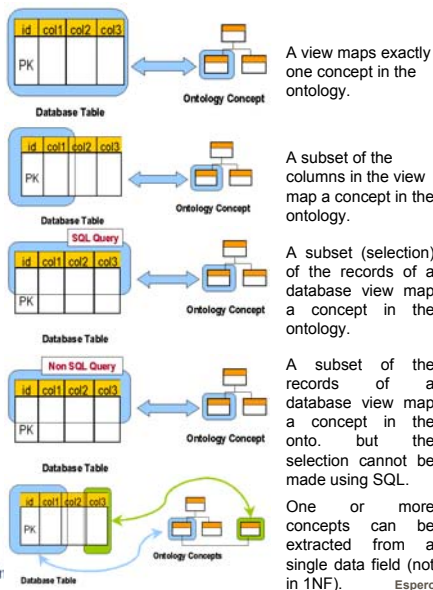 id col1 col2 col3
PK
Database Table
Ontology Concept
A view maps exactly
one concept in the
ontology.
id col1 col2 col3
PK
Database Table
Ontology Concept
A subset of the
columns in the view
map a concept in the
ontology.
SQL Query
id col1 col2 col3
PK
Database Table
Ontology Concept
A subset (selection)
of the records of a
database view map
a concept in the
ontology.
Non SQL Query
id col1 col2 col3
PK
Database Table
Ontology Concept
A subset of the
records of a
database view map
a concept in the
onto. but the
selection cannot be
made using SQL.
id col1 col2 col3
PK
Database Table
Ontology Concepts
One or more
concepts can be
extracted from a
single data field (not
in 1NF).